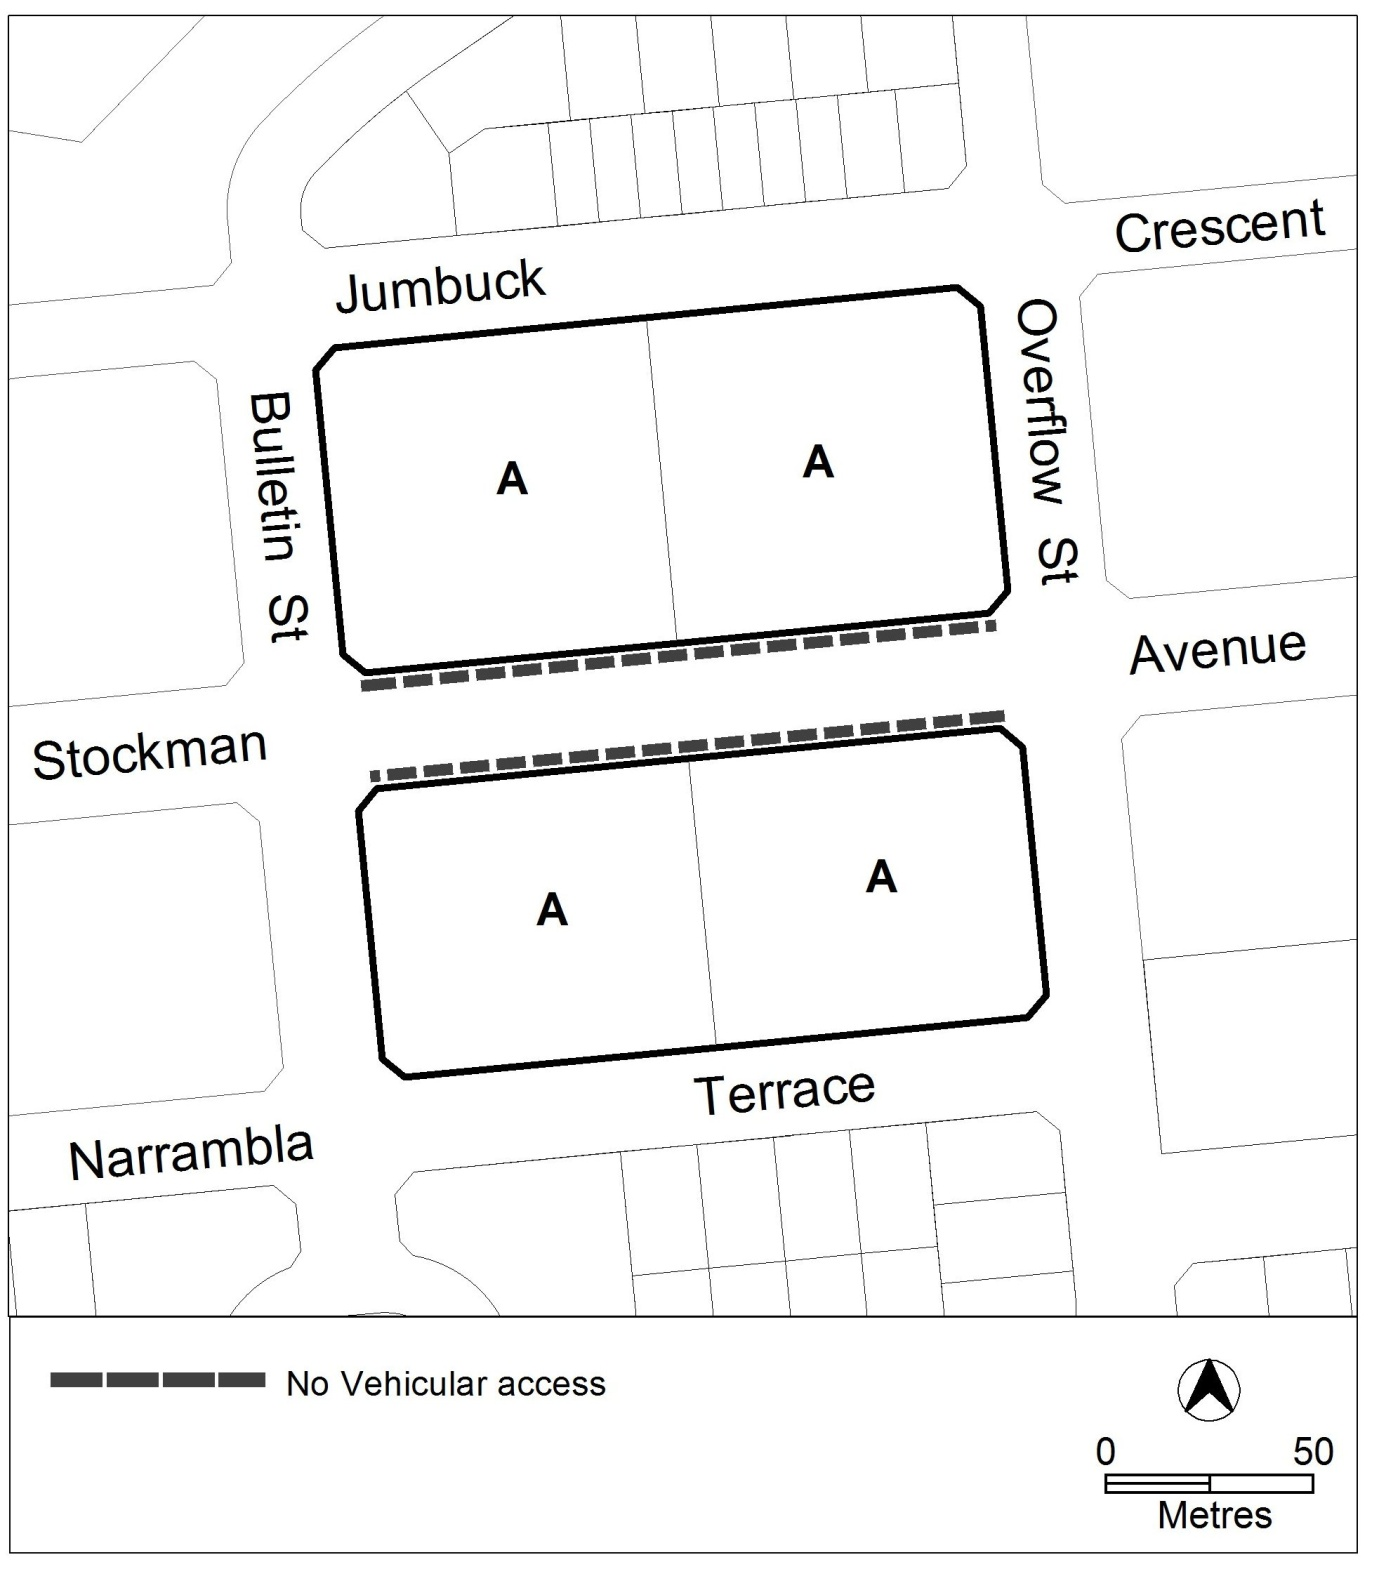 Crescent
Jumbuck
Overflow St
Bulletin St
A
A
Avenue
Stockman
A
A
Terrace
Narrambla
No Vehicular access
0 50
Metres